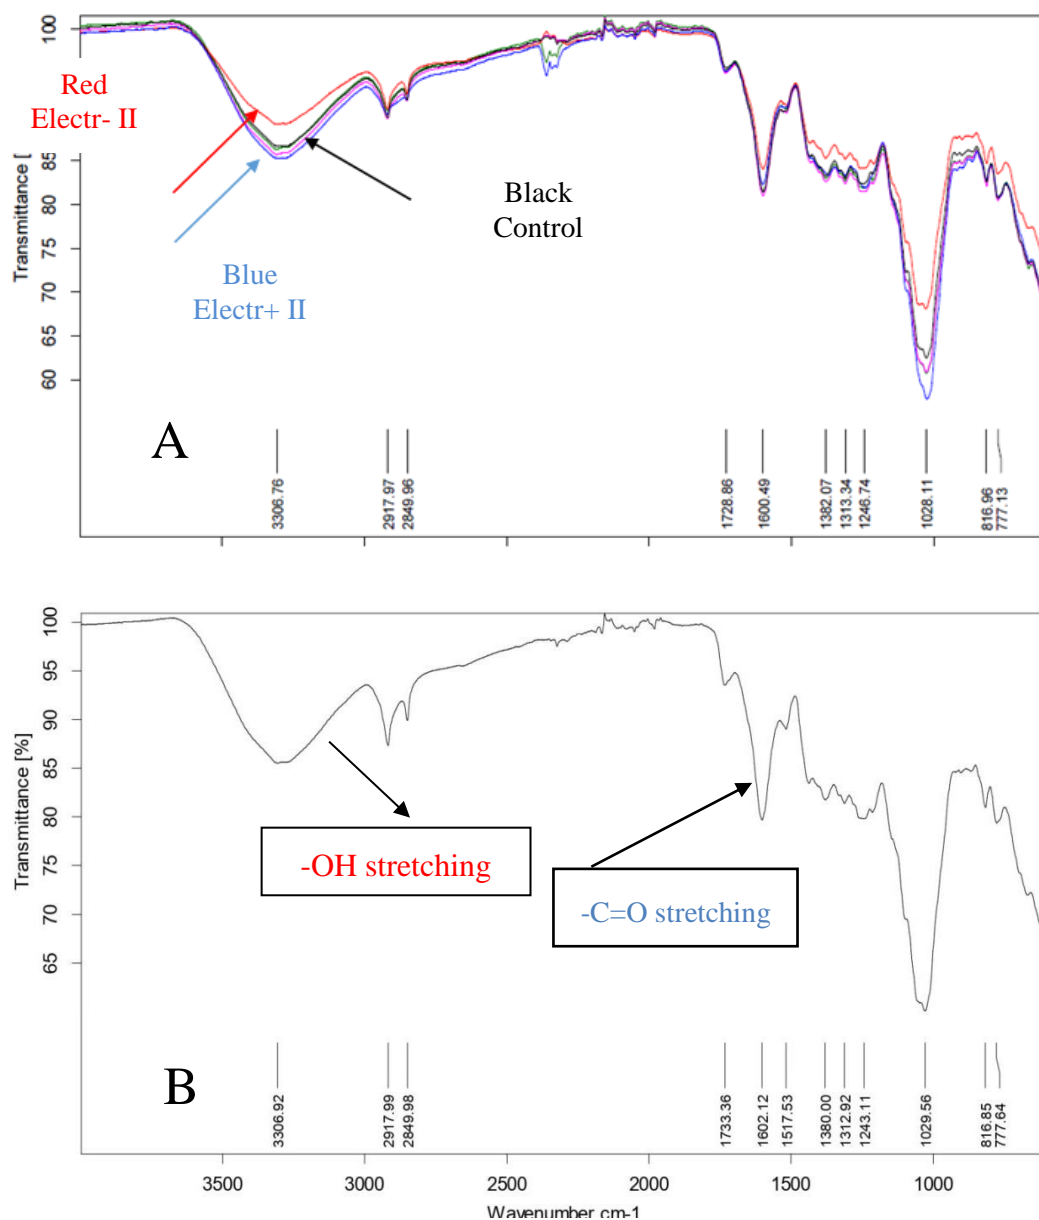 100
Red
Electr- II
85
80
75
70
65
60
Transmittance [
Black
Control
Blue
Electr+ II
A
3306.76
2917.97
2849.96
1728.86
1600.49
1382.07
1313.34
1246.74
1028.11
816.96
777.13
100
95
90
85
80
75
70
65
Transmittance [%]
-OH stretching
-C=O stretching
B
3306.92
2917.99
2849.98
1733.36
1602.12
1517.53
1380.00
1312.92
1243.11
1029.56
816.85
777.64
3500 3000 2500 2000 1500 1000
Wavenumber cm-1